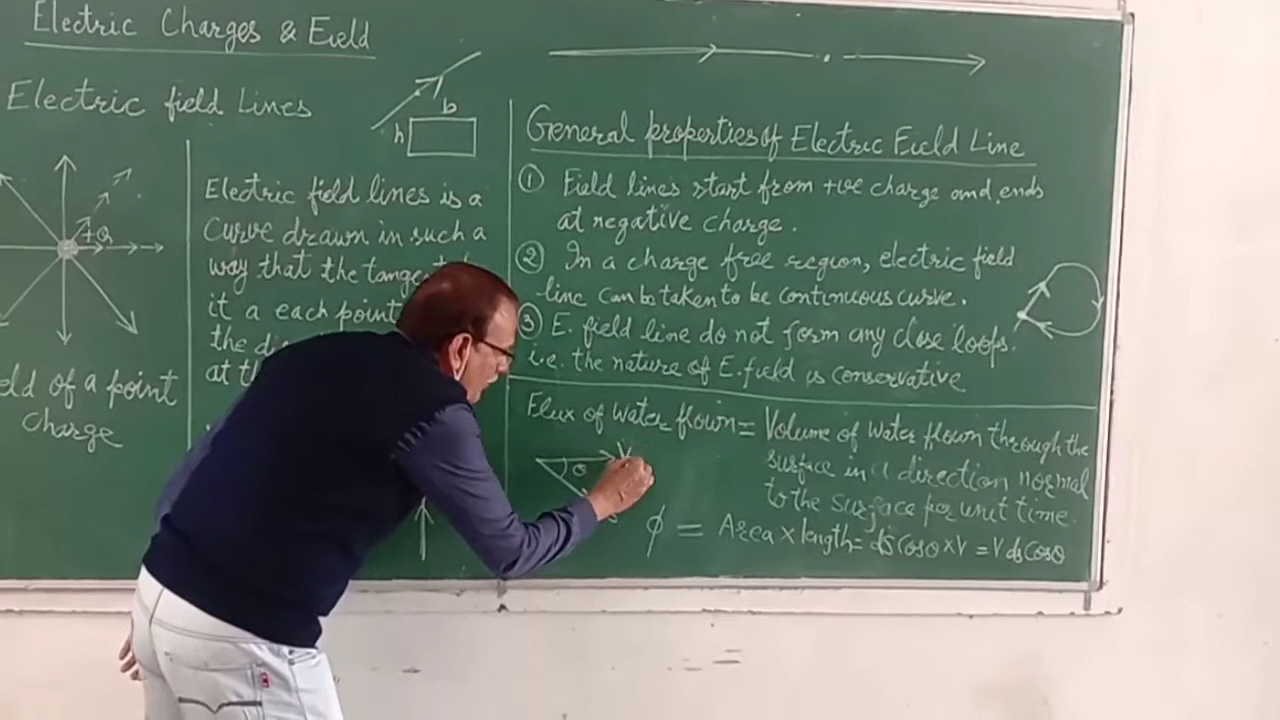 Electric Charges & Field
Electric field Lines
+Q
ld of a point
charge
b
h
Electric field lines is a
curve drawn in such a
way that the
it a each point
the
at
General properties of Electric Field Line
① Field lines start from +ve charge and ends
at negative charge.
② In a charge free region, electric field
line can be taken to be continuous curve.
③ E. field line do not form any close loops.
i.e. the nature of E. field is conservative
Flux of water flown = Volume of water flown through the
surface in a direction normal
to the surface per unit time.
θ
V
ϕ = Area × length = ds cosθ × V = V ds cosθ